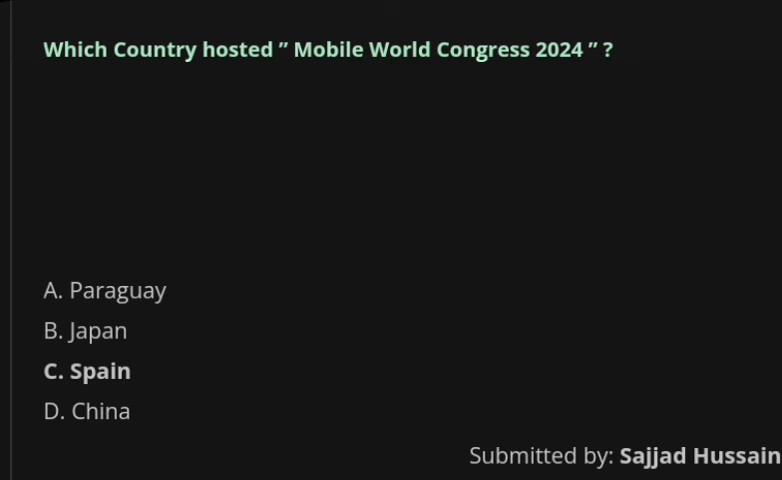 Which Country hosted ” Mobile World Congress 2024 ” ?
A. Paraguay
B. Japan
C. Spain
D. China
Submitted by: Sajjad Hussain